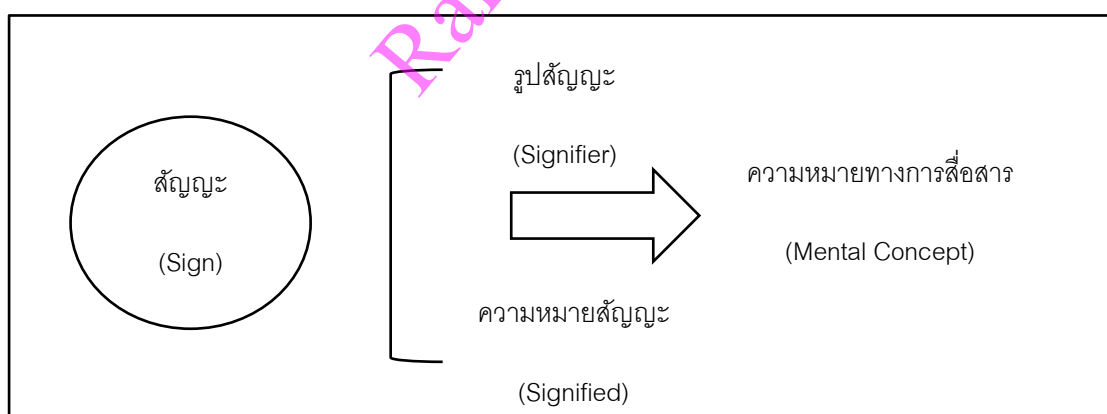 สัญญะ
(Sign)
รูปสัญญะ
(Signifier)
ความหมายสัญญะ
(Signified)
ความหมายทางการสื่อสาร
(Mental Concept)